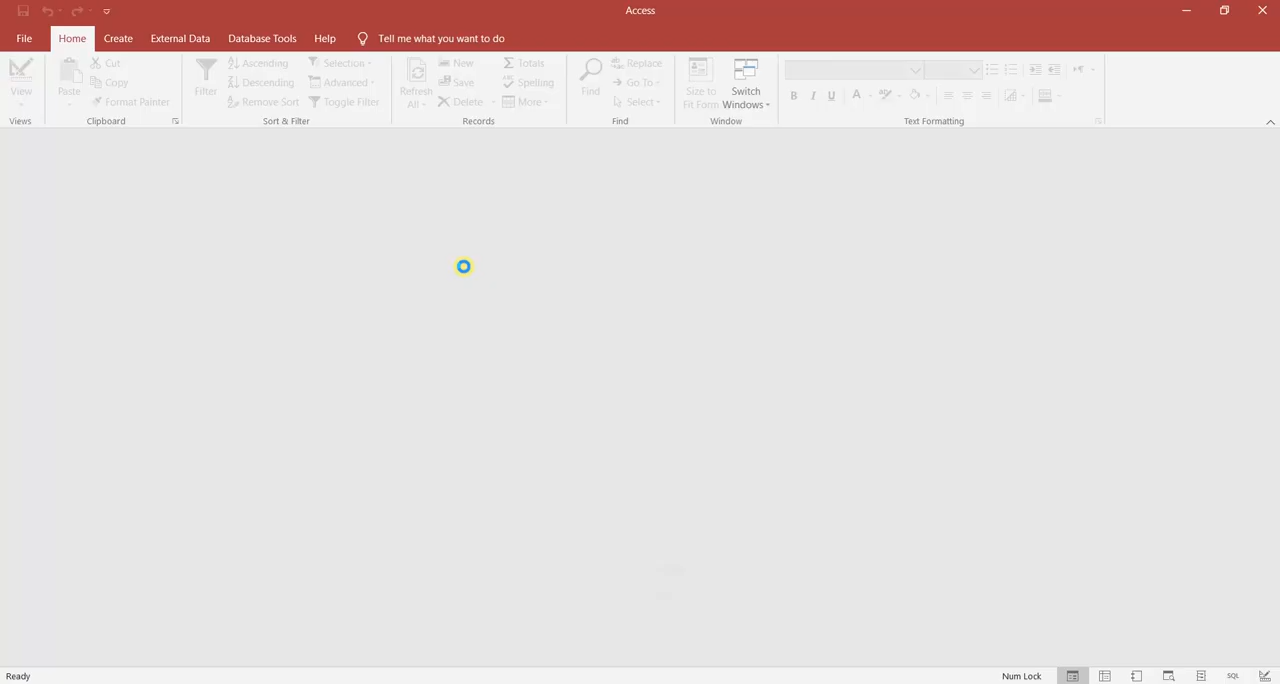 Access
File Home Create External Data Database Tools Help Tell me what you want to do
View Paste Cut Copy Format Painter Filter Ascending Descending Remove Sort Selection Advanced Toggle Filter Refresh All New Save Delete Totals Spelling More Find Replace Go To Select Size to Fit Form Switch Windows B I U A
Views Clipboard Sort & Filter Records Find Window Text Formatting
Ready Num Lock SQL